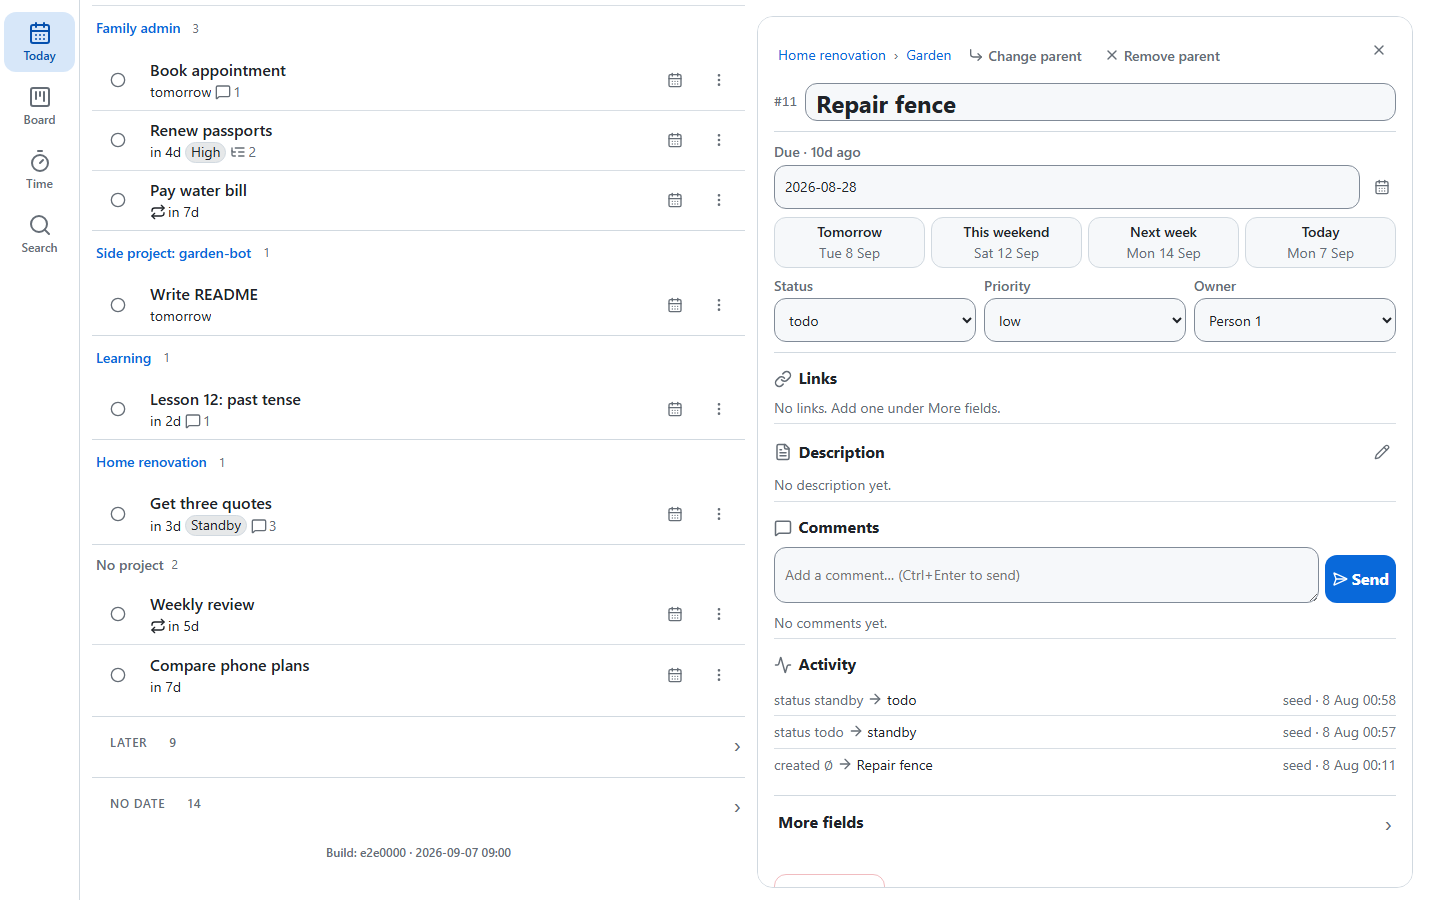 Today
Board
Time
Search
Family admin 3
Book appointment
tomorrow 1
Renew passports
in 4d High 2
Pay water bill
in 7d
Side project: garden-bot 1
Write README
tomorrow
Learning 1
Lesson 12: past tense
in 2d 1
Home renovation 1
Get three quotes
in 3d Standby 3
No project 2
Weekly review
in 5d
Compare phone plans
in 7d
LATER 9
NO DATE 14
Build: e2e0000 · 2026-09-07 09:00
Home renovation › Garden Change parent Remove parent
#11 Repair fence
Due · 10d ago
2026-08-28
Tomorrow
Tue 8 Sep
This weekend
Sat 12 Sep
Next week
Mon 14 Sep
Today
Mon 7 Sep
Status Priority Owner
todo low Person 1
Links
No links. Add one under More fields.
Description
No description yet.
Comments
Add a comment... (Ctrl+Enter to send)
Send
No comments yet.
Activity
status standby → todo seed · 8 Aug 00:58
status todo → standby seed · 8 Aug 00:57
created ∅ → Repair fence seed · 8 Aug 00:11
More fields